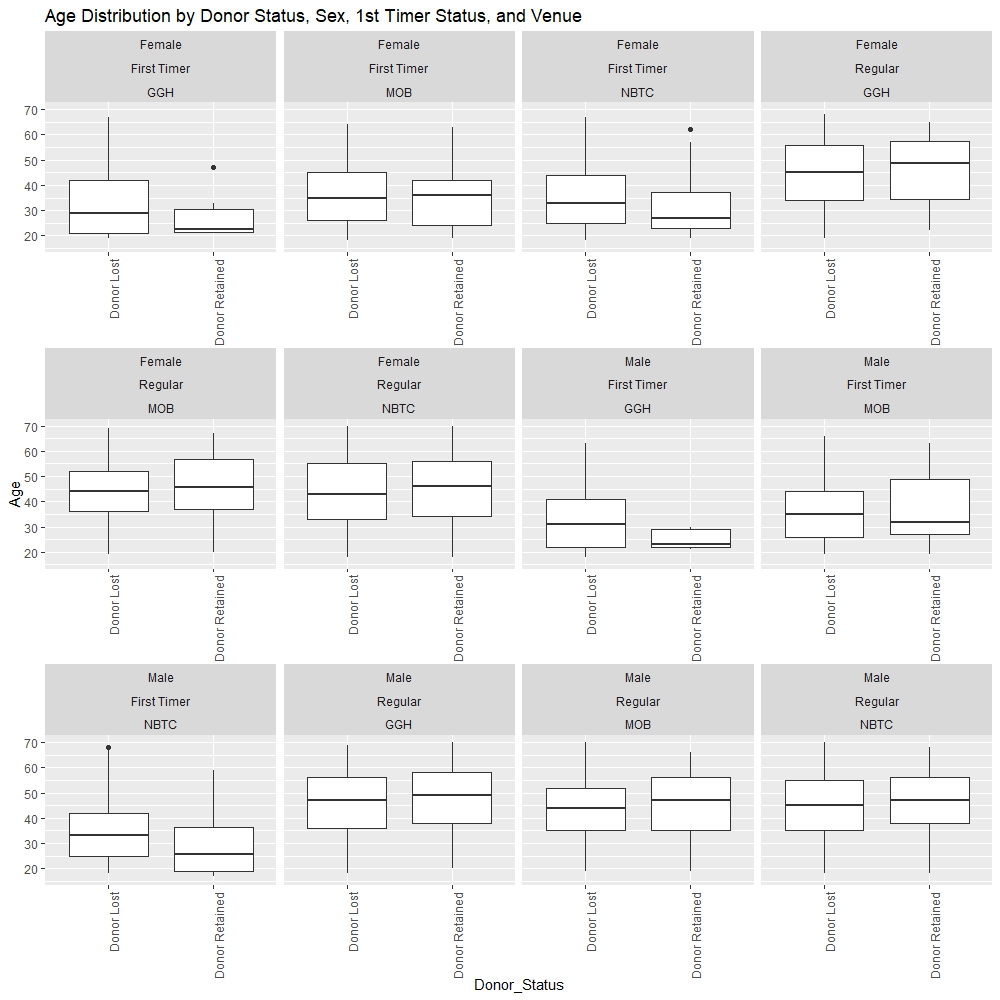 Age Distribution by Donor Status, Sex, 1st Timer Status, and Venue
Female
First Timer
GGH
Female
First Timer
MOB
Female
First Timer
NBTC
Female
Regular
GGH
70
60
50
40
30
20
Donor Lost
Donor Retained
Donor Lost
Donor Retained
Donor Lost
Donor Retained
Donor Lost
Donor Retained
Female
Regular
MOB
Female
Regular
NBTC
Male
First Timer
GGH
Male
First Timer
MOB
Age
70
60
50
40
30
20
Donor Lost
Donor Retained
Donor Lost
Donor Retained
Donor Lost
Donor Retained
Donor Lost
Donor Retained
Male
First Timer
NBTC
Male
Regular
GGH
Male
Regular
MOB
Male
Regular
NBTC
70
60
50
40
30
20
Donor Lost
Donor Retained
Donor Lost
Donor Retained
Donor Lost
Donor Retained
Donor Lost
Donor Retained
Donor_Status